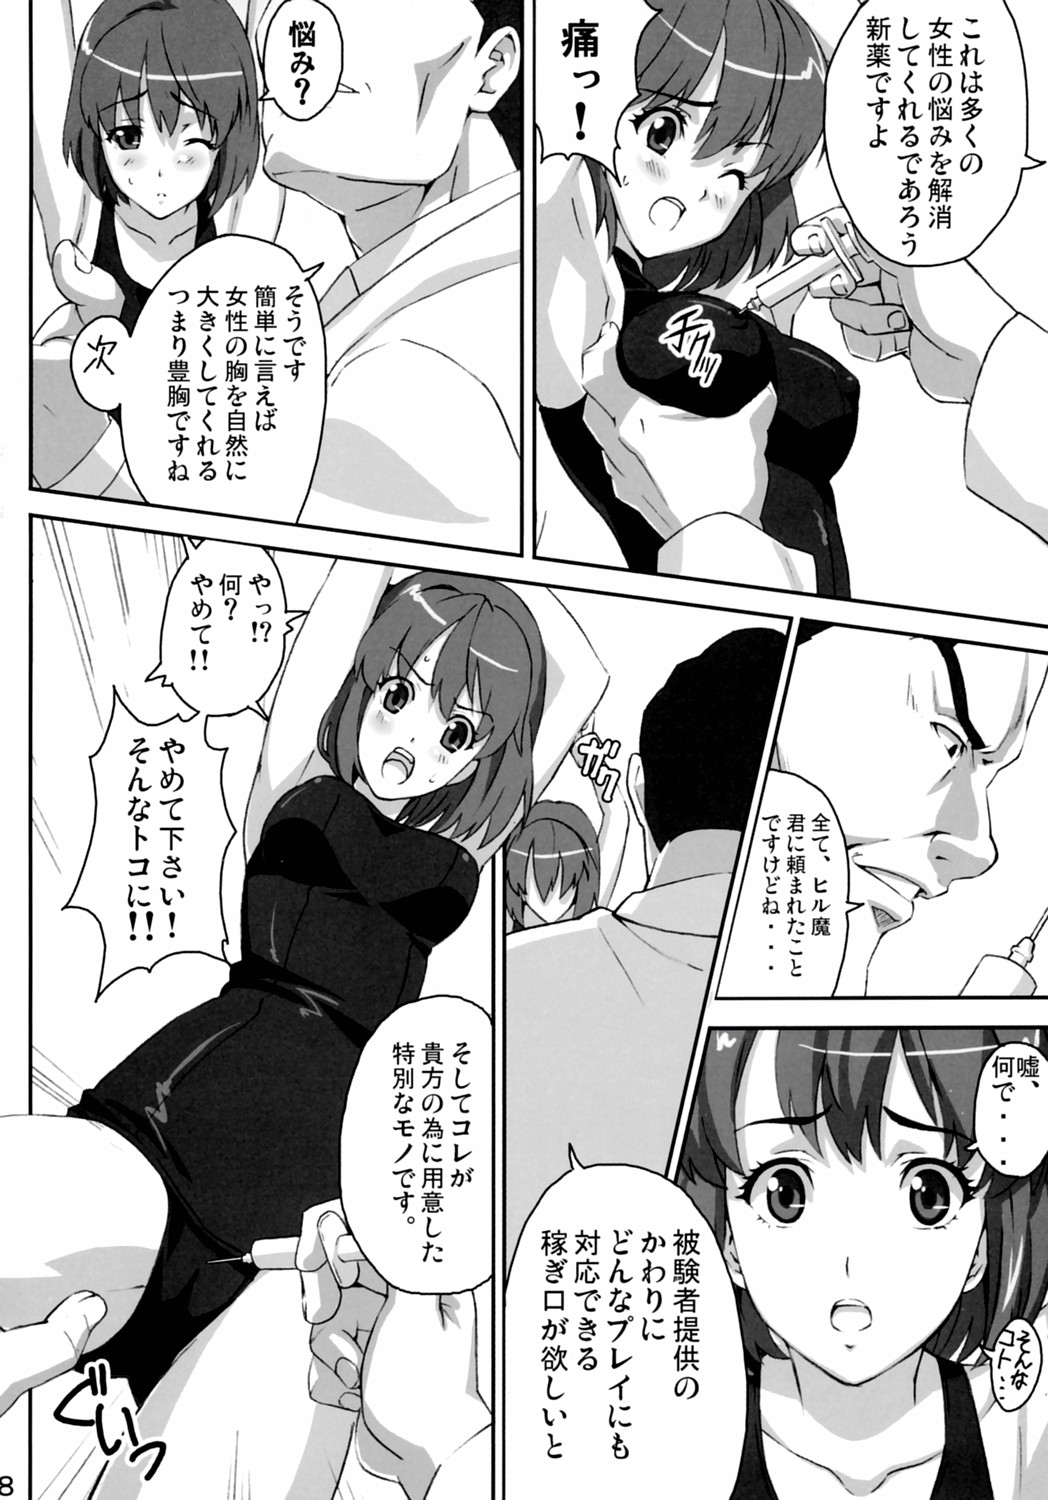 これは多くの
女性の悩みを解消
してくれるであろう
新薬ですよ
痛っ！
チクッ
悩み？
そうです
簡単に言えば
女性の胸を自然に
大きくしてくれる
つまり豊胸ですね
次
全て、ヒル魔
君に頼まれたこと
ですけどね・・・
ガク
やっ!?
何？
やめて!!
やめて下さい！
そんなトコに!!
そしてコレが
貴方の為に用意した
特別なモノです。
ぐいっ
嘘、
何で・・・
被験者提供の
かわりに
どんなプレイにも
対応できる
稼ぎ口が欲しいと
そんな
コト…
8